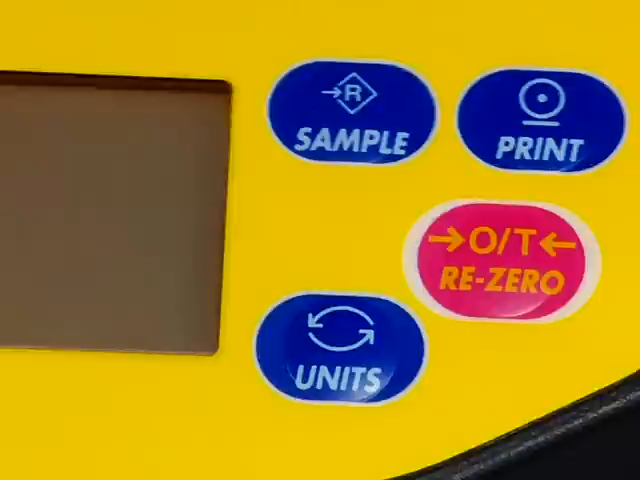 R
SAMPLE
PRINT
→O/T←
RE-ZERO
UNITS